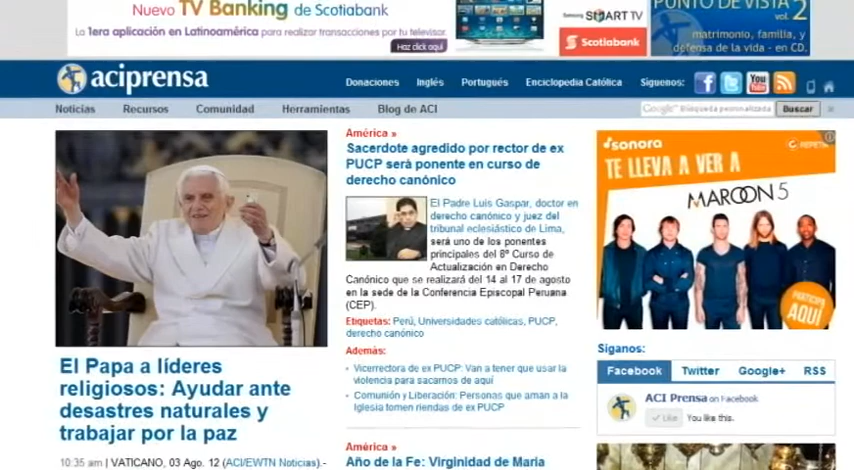 Nuevo TV Banking de Scotiabank
La 1era aplicación en Latinoamérica para realizar transacciones por tu televisor.
Haz click aquí
Samsung SMART TV
Scotiabank
PUNTO DE VISTA
vol. 2
matrimonio, familia, y
defensa de la vida - en CD.
aciprensa
Donaciones Inglés Portugués Enciclopedia Católica Síguenos:
You Tube
Noticias Recursos Comunidad Herramientas Blog de ACI
Google Búsqueda personalizada Buscar
El Papa a líderes
religiosos: Ayudar ante
desastres naturales y
trabajar por la paz
10:35 am | VATICANO, 03 Ago. 12 (ACI/EWTN Noticias).-
América »
Sacerdote agredido por rector de ex
PUCP será ponente en curso de
derecho canónico
El Padre Luis Gaspar, doctor en
derecho canónico y juez del
tribunal eclesiástico de Lima,
será uno de los ponentes
principales del 8º Curso de
Actualización en Derecho
Canónico que se realizará del 14 al 17 de agosto
en la sede de la Conferencia Episcopal Peruana
(CEP).
Etiquetas: Perú, Universidades católicas, PUCP,
derecho canónico
Además:
Vicerrectora de ex PUCP: Van a tener que usar la
violencia para sacarnos de aquí
Comunión y Liberación: Personas que aman a la
Iglesia tomen riendas de ex PUCP
América »
Año de la Fe: Virginidad de María
sonora
REPETIR
TE LLEVA A VER A
MAROON 5
PARTICIPA
AQUÍ
Síganos:
Facebook Twitter Google+ RSS
ACI Prensa on Facebook
Like You like this.